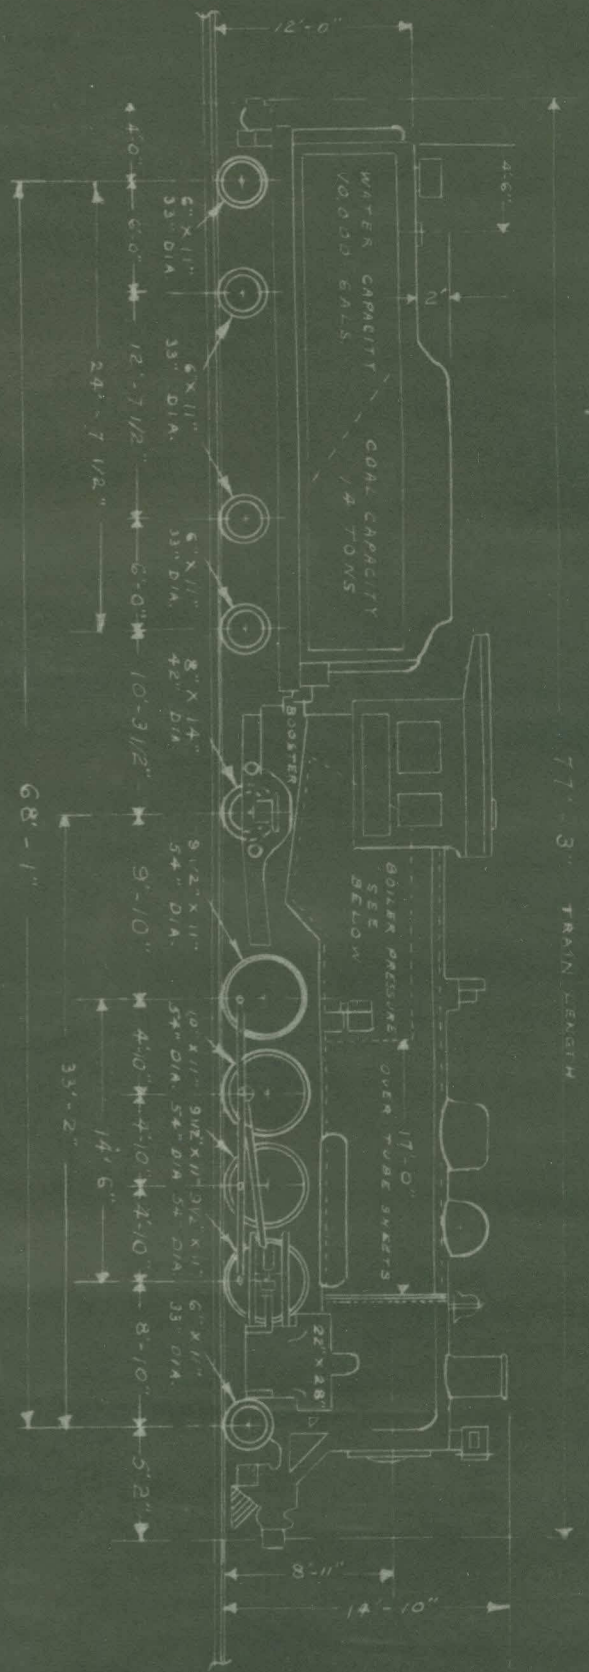 77'-3" TRAIN LENGTH
12'-0"
4'6"
2'
WATER CAPACITY
10,000 GALS
COAL CAPACITY
14 TONS
BOOSTER
BOILER PRESSURE
SEE
BELOW
17'-0"
OVER TUBE SHEETS
22" X 28"
8'-11"
14'-10"
6" X 11"
33" DIA
6" X 11"
33" DIA.
6" X 11"
33" DIA.
8" X 14"
42" DIA
9 1/2" X 11"
54" DIA.
10 X 11"
54" DIA
9 1/2" X 11"
54" DIA
9 1/2" X 11"
54" DIA
6" X 11"
33" DIA.
4'-0"
6'-0"
12'-7 1/2"
6'-0"
10'-3 1/2"
9'-10"
4'-10"
4'-10"
4'-10"
8'-10"
5'2"
24'-7 1/2"
14'6"
33'-2"
68'-1"